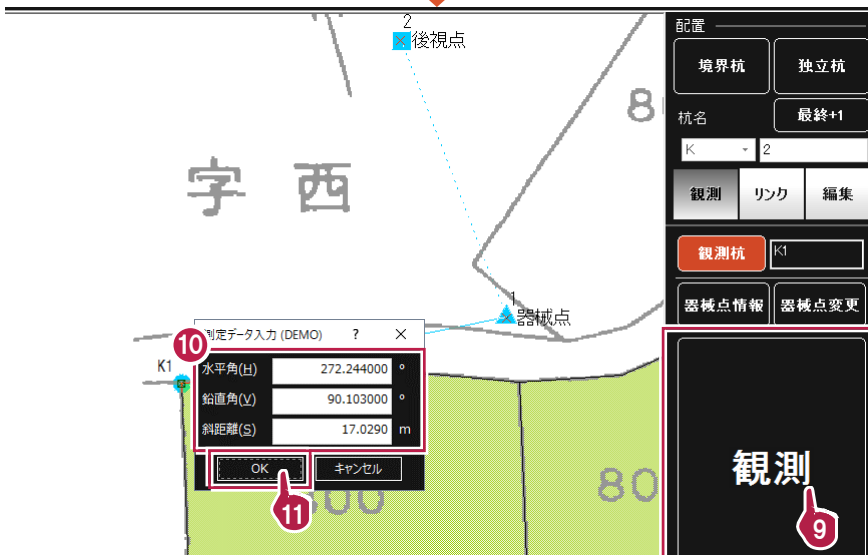 2
後視点
8
字 西
1
器械点
K1
10
測定データ入力 (DEMO) ? ×
水平角(H) 272.244000 °
鉛直角(V) 90.103000 °
斜距離(S) 17.0290 m
OK キャンセル
11
800
80
配置
境界杭 独立杭
杭名 最終+1
K 2
観測 リンク 編集
観測杭 K1
器械点情報 器械点変更
観測
9